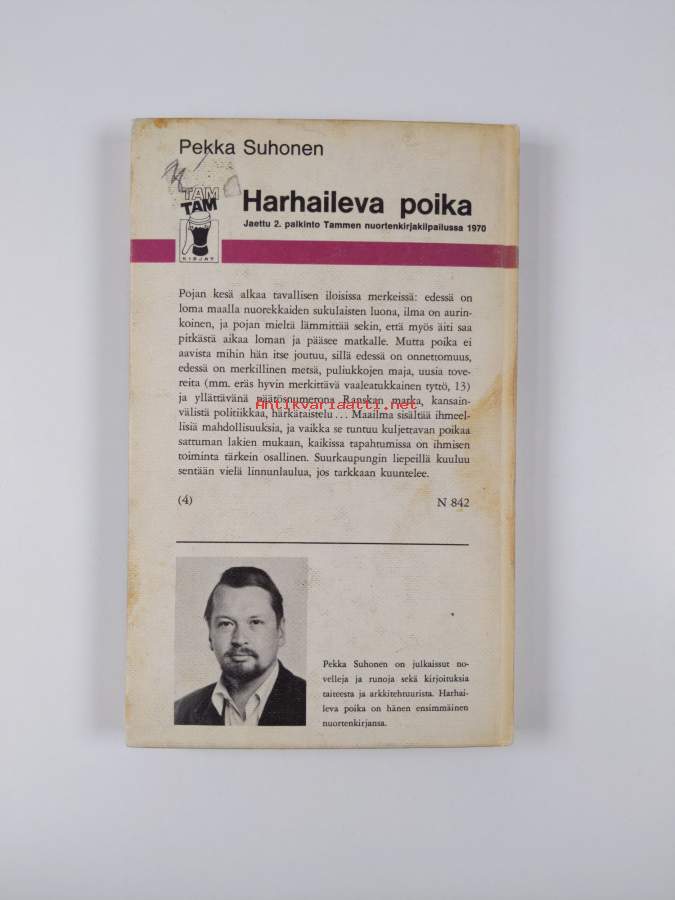 Pekka Suhonen
TAM
TAM
KIRJAT
Harhaileva poika
Jaettu 2. palkinto Tammen nuortenkirjakilpailussa 1970
Pojan kesä alkaa tavallisen iloisissa merkeissä: edessä on
loma maalla nuorekkaiden sukulaisten luona, ilma on aurin-
koinen, ja pojan mieltä lämmittää sekin, että myös äiti saa
pitkästä aikaa loman ja pääsee matkalle. Mutta poika ei
aavista mihin hän itse joutuu, sillä edessä on onnettomuus,
edessä on merkillinen metsä, puliukkojen maja, uusia tove-
reita (mm. eräs hyvin merkittävä vaaleatukkainen tyttö, 13)
ja yllättävänä päätösnumerona Ranskan matka, kansain-
Antikvariaatti.net
välistä politiikkaa, härkätaistelu... Maailma sisältää ihmeel-
lisiä mahdollisuuksia, ja vaikka se tuntuu kuljettavan poikaa
sattuman lakien mukaan, kaikissa tapahtumissa on ihmisen
toiminta tärkein osallinen. Suurkaupungin liepeillä kuuluu
sentään vielä linnunlaulua, jos tarkkaan kuuntelee.
(4) N 842
Pekka Suhonen on julkaissut no-
velleja ja runoja sekä kirjoituksia
taiteesta ja arkkitehtuurista. Harhai-
leva poika on hänen ensimmäinen
nuortenkirjansa.